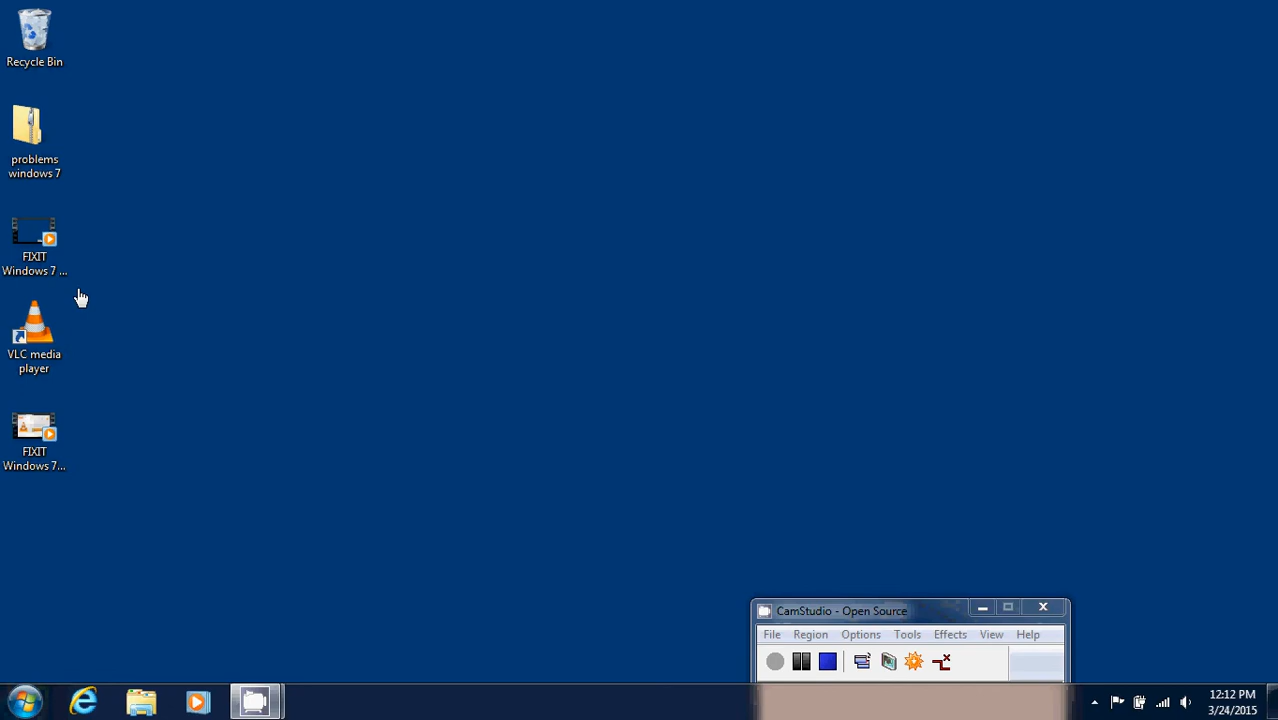 Recycle Bin
problems
windows 7
FIXIT
Windows 7 ...
VLC media
player
FIXIT
Windows 7...
CamStudio - Open Source
File Region Options Tools Effects View Help
12:12 PM
3/24/2015